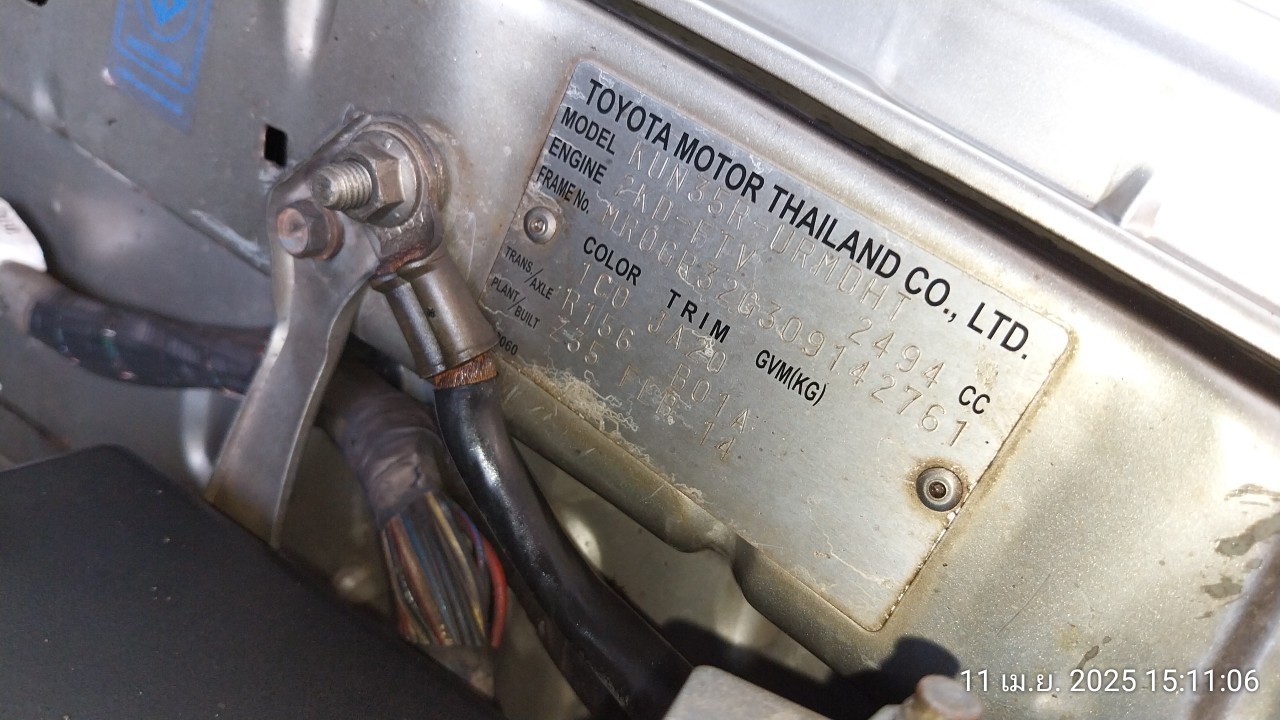 TOYOTA MOTOR THAILAND CO., LTD.
MODEL KUN35R-URMDHT
ENGINE 2KD-FTV 2494 CC
FRAME No. MR0GR32G309142761
COLOR TRIM GVM(KG)
1C0 JA20
TRANS/AXLE R156 B01A
PLANT/BUILT Z35 14
7060
11 เม.ย. 2025 15:11:06